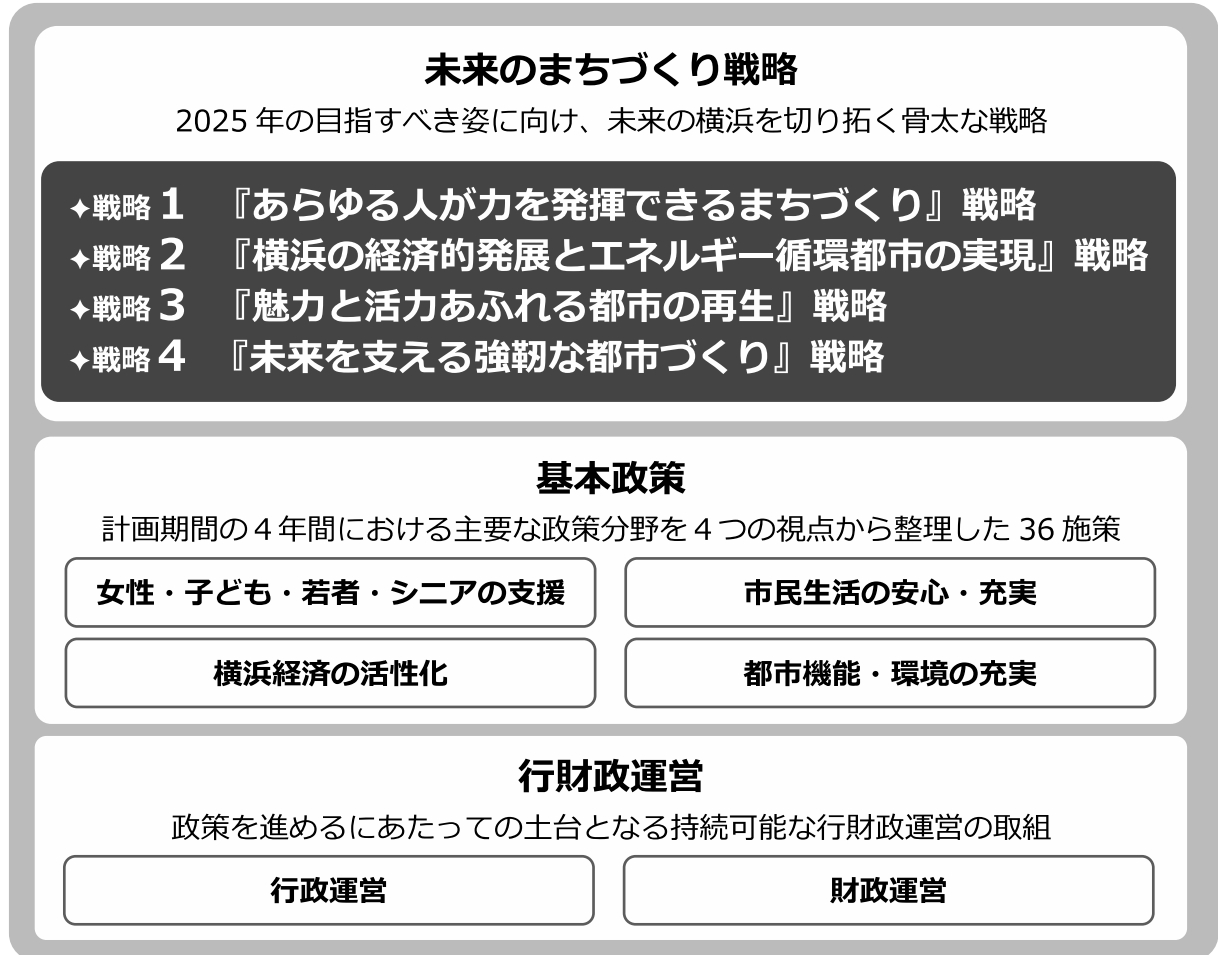 未来のまちづくり戦略
2025 年の目指すべき姿に向け、未来の横浜を切り拓く骨太な戦略
✦戦略 1 『あらゆる人が力を発揮できるまちづくり』戦略
✦戦略 2 『横浜の経済的発展とエネルギー循環都市の実現』戦略
✦戦略 3 『魅力と活力あふれる都市の再生』戦略
✦戦略 4 『未来を支える強靭な都市づくり』戦略
基本政策
計画期間の４年間における主要な政策分野を４つの視点から整理した 36 施策
女性・子ども・若者・シニアの支援
市民生活の安心・充実
横浜経済の活性化
都市機能・環境の充実
行財政運営
政策を進めるにあたっての土台となる持続可能な行財政運営の取組
行政運営
財政運営